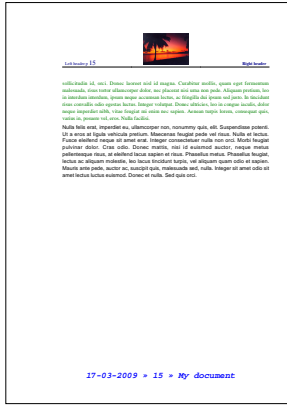 Left header p 15
Right header
sollicitudin id, orci. Donec laoreet nisl id magna. Curabitur mollis, quam eget fermentum
malesuada, risus tortor ullamcorper dolor, nec placerat nisi urna non pede. Aliquam pretium, leo
in interdum interdum, ipsum neque accumsan lectus, ac fringilla dui ipsum sed justo. In tincidunt
risus convallis odio egestas luctus. Integer volutpat. Donec ultricies, leo in congue iaculis, dolor
neque imperdiet nibh, vitae feugiat mi enim nec sapien. Aenean turpis lorem, consequat quis,
varius in, posuere vel, eros. Nulla facilisi.
Nulla felis erat, imperdiet eu, ullamcorper non, nonummy quis, elit. Suspendisse potenti.
Ut a eros at ligula vehicula pretium. Maecenas feugiat pede vel risus. Nulla et lectus.
Fusce eleifend neque sit amet erat. Integer consectetuer nulla non orci. Morbi feugiat
pulvinar dolor. Cras odio. Donec mattis, nisi id euismod auctor, neque metus
pellentesque risus, at eleifend lacus sapien et risus. Phasellus metus. Phasellus feugiat,
lectus ac aliquam molestie, leo lacus tincidunt turpis, vel aliquam quam odio et sapien.
Mauris ante pede, auctor ac, suscipit quis, malesuada sed, nulla. Integer sit amet odio sit
amet lectus luctus euismod. Donec et nulla. Sed quis orci.
17-03-2009 » 15 » My document